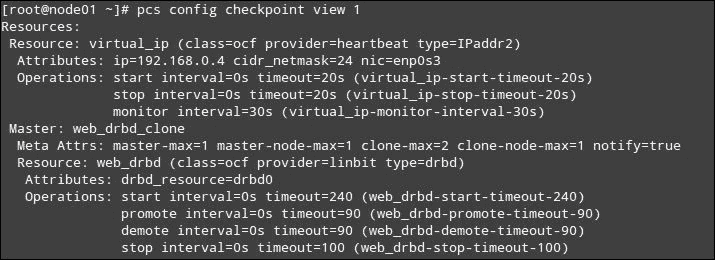 [root@node01 ~]# pcs config checkpoint view 1
Resources:
 Resource: virtual_ip (class=ocf provider=heartbeat type=IPaddr2)
  Attributes: ip=192.168.0.4 cidr_netmask=24 nic=enp0s3
  Operations: start interval=0s timeout=20s (virtual_ip-start-timeout-20s)
              stop interval=0s timeout=20s (virtual_ip-stop-timeout-20s)
              monitor interval=30s (virtual_ip-monitor-interval-30s)
 Master: web_drbd_clone
  Meta Attrs: master-max=1 master-node-max=1 clone-max=2 clone-node-max=1 notify=true
  Resource: web_drbd (class=ocf provider=linbit type=drbd)
   Attributes: drbd_resource=drbd0
   Operations: start interval=0s timeout=240 (web_drbd-start-timeout-240)
               promote interval=0s timeout=90 (web_drbd-promote-timeout-90)
               demote interval=0s timeout=90 (web_drbd-demote-timeout-90)
               stop interval=0s timeout=100 (web_drbd-stop-timeout-100)